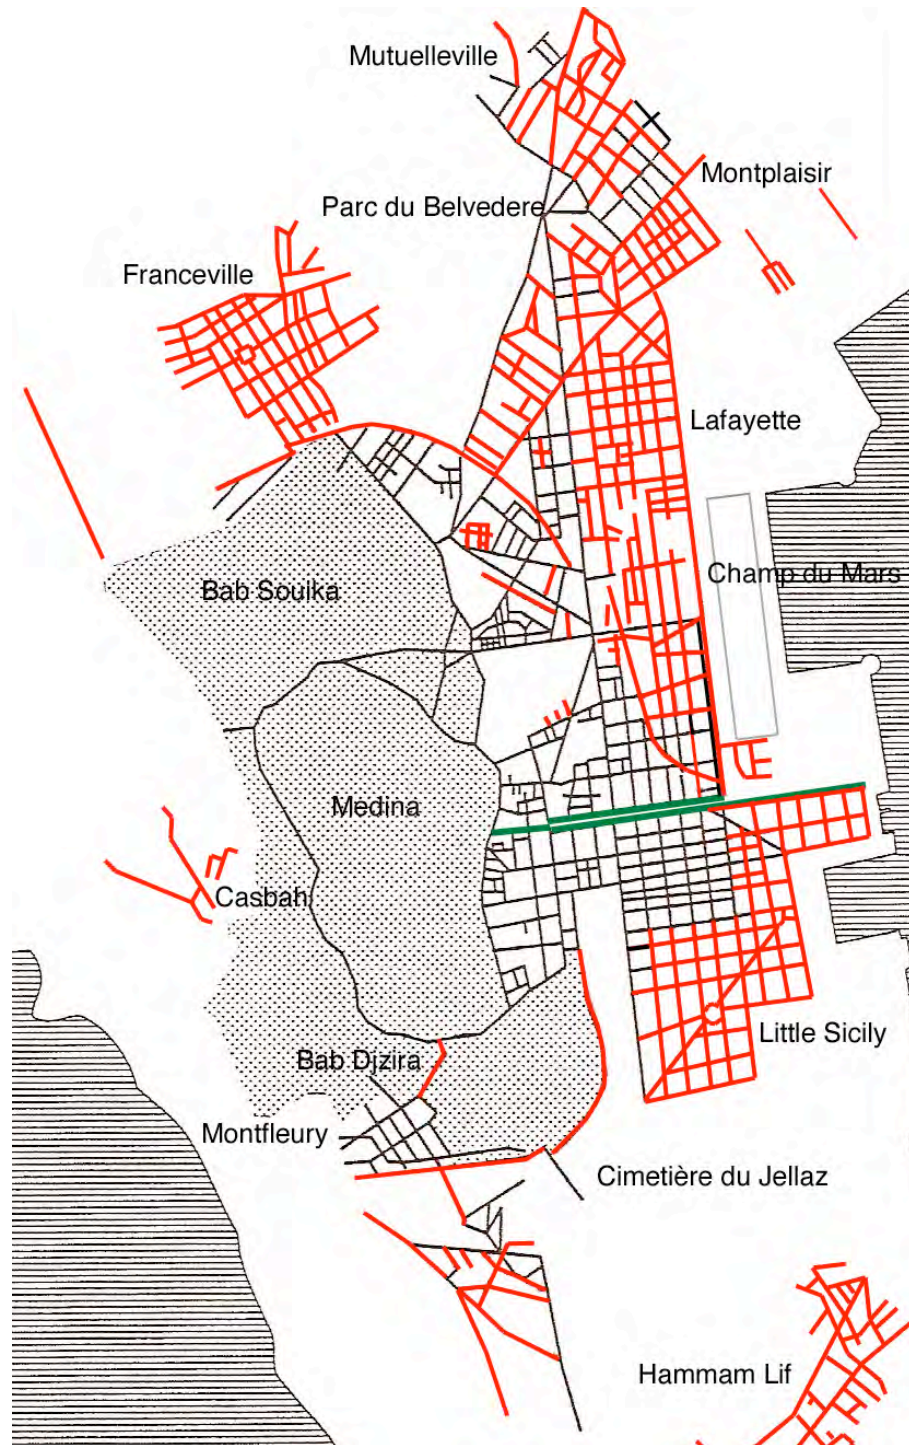 Mutuelleville
Montplaisir
Parc du Belvedere
Franceville
Lafayette
Champ du Mars
Bab Souika
Medina
Casbah
Little Sicily
Bab Djzira
Montfleury
Cimetière du Jellaz
Hammam Lif